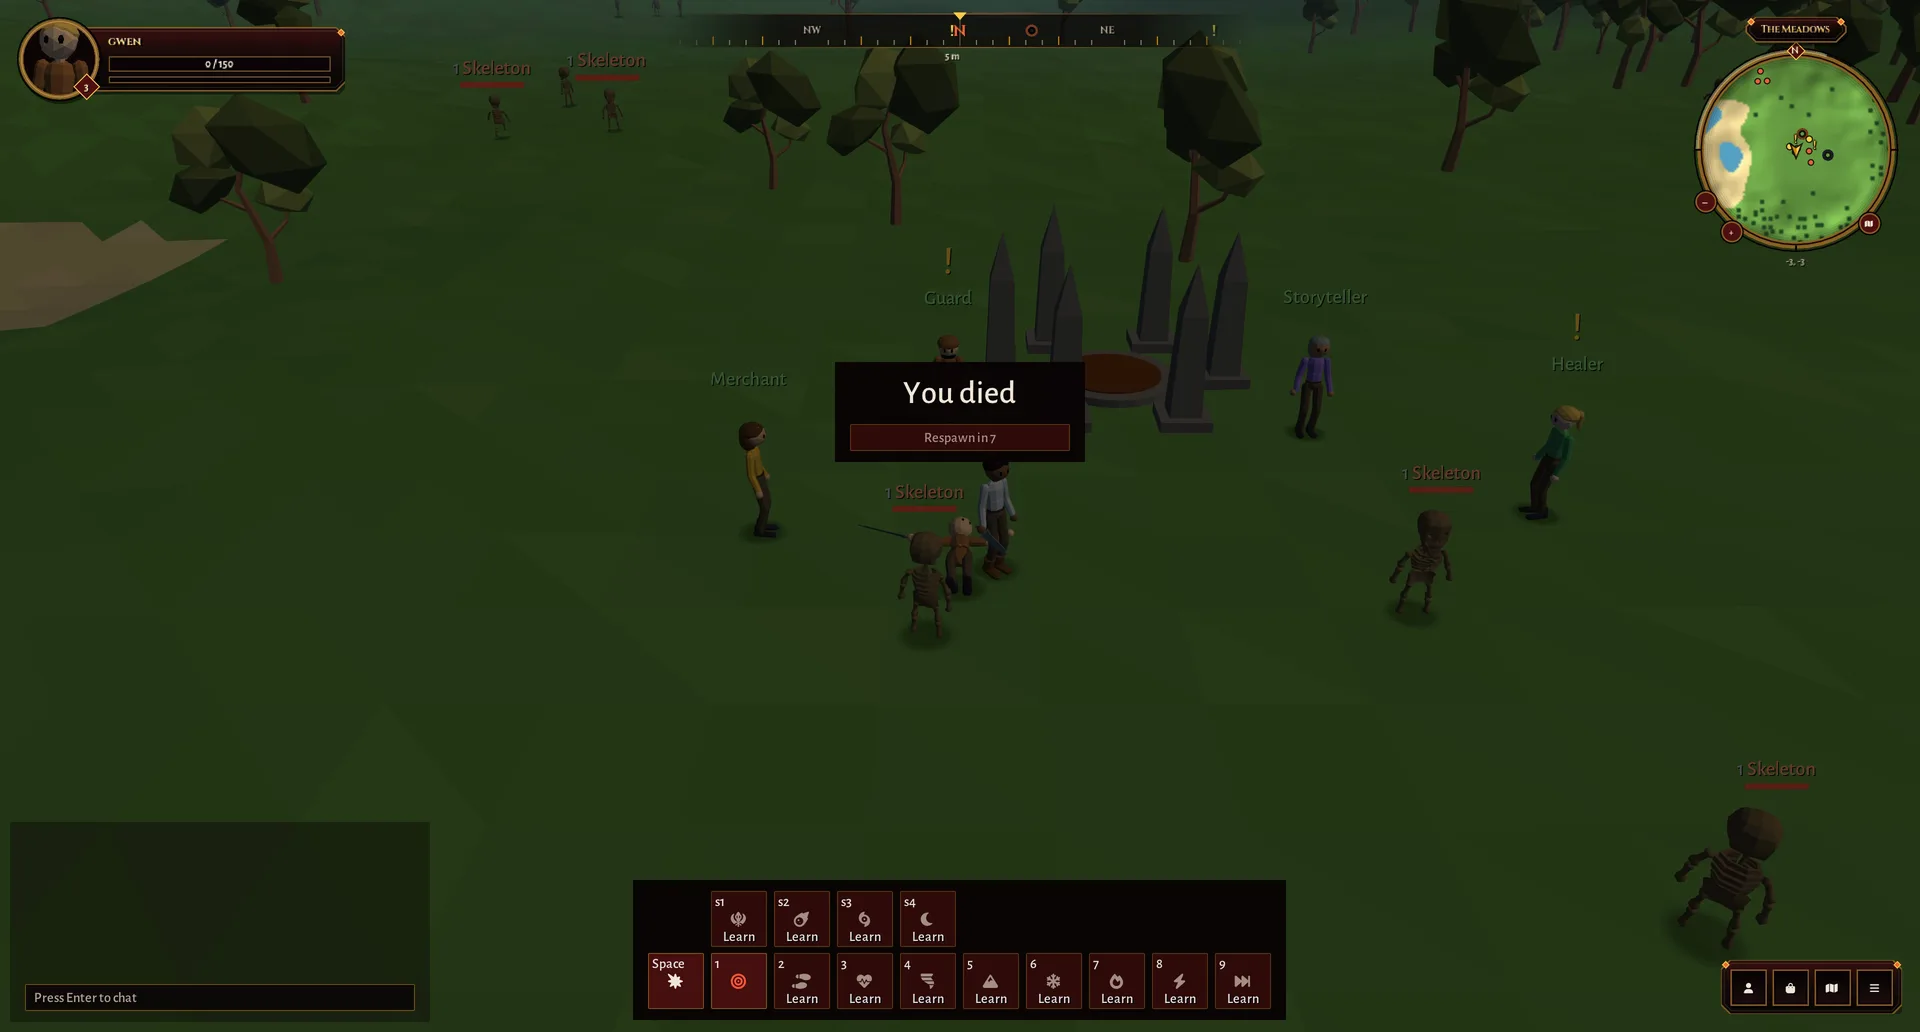 GWEN
0 / 150
3
NW
N
NE
!
5 m
THE MEADOWS
N
-3, -3
1 Skeleton
1 Skeleton
!
Guard
Storyteller
!
Healer
Merchant
You died
Respawn in 7
1 Skeleton
1 Skeleton
1 Skeleton
Press Enter to chat
s1
Learn
s2
Learn
s3
Learn
s4
Learn
Space
1
2
Learn
3
Learn
4
Learn
5
Learn
6
Learn
7
Learn
8
Learn
9
Learn